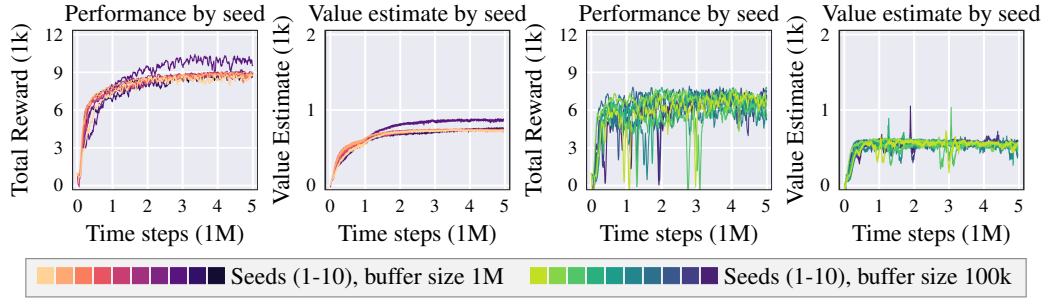 Performance by seed
Total Reward (1k)
12
9
6
3
0
0 1 2 3 4 5
Time steps (1M)
Value estimate by seed
Value Estimate (1k)
2
1
0
0 1 2 3 4 5
Time steps (1M)
Performance by seed
Total Reward (1k)
12
9
6
3
0
0 1 2 3 4 5
Time steps (1M)
Value estimate by seed
Value Estimate (1k)
2
1
0
0 1 2 3 4 5
Time steps (1M)
Seeds (1-10), buffer size 1M
Seeds (1-10), buffer size 100k